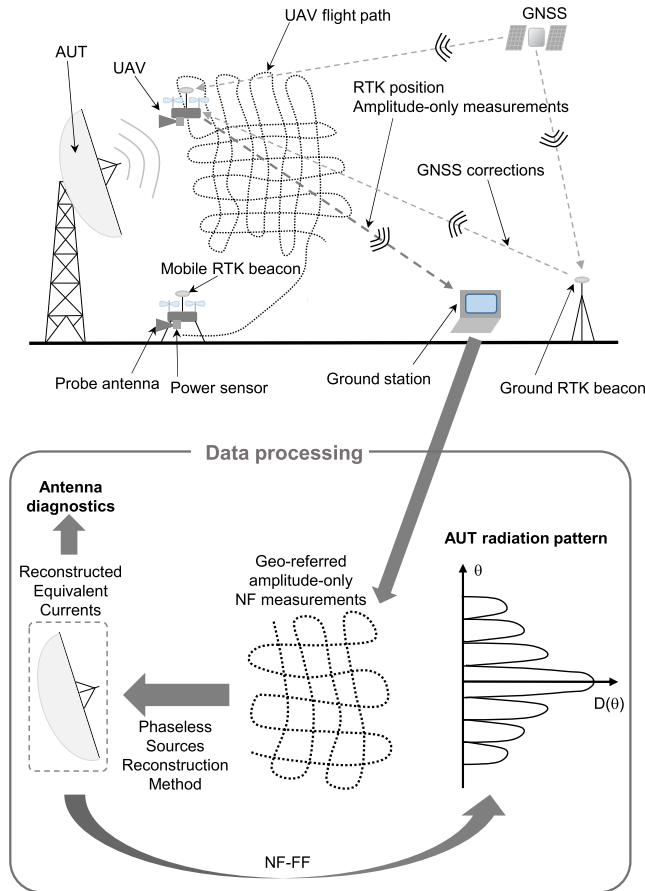 UAV flight path
GNSS
AUT
UAV
RTK position
Amplitude-only measurements
GNSS corrections
Mobile RTK beacon
Probe antenna
Power sensor
Ground station
Ground RTK beacon
Data processing
Antenna
diagnostics
Reconstructed
Equivalent
Currents
Geo-referred
amplitude-only
NF measurements
AUT radiation pattern
θ
D(θ)
Phaseless
Sources
Reconstruction
Method
NF-FF